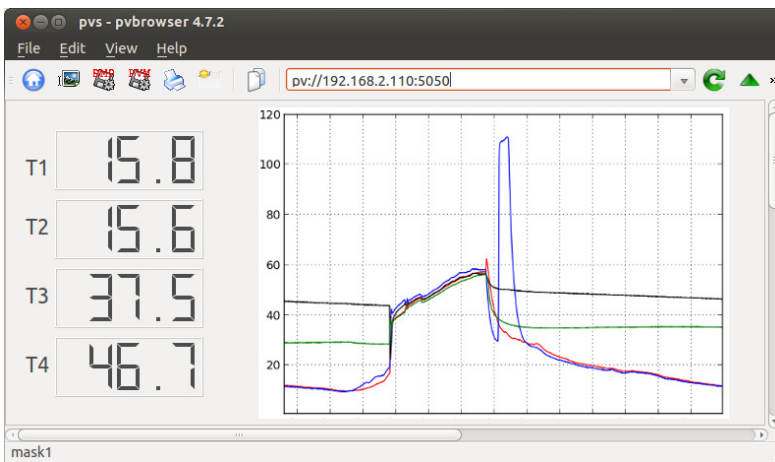 pvs - pvbrowser 4.7.2
File Edit View Help
pv://192.168.2.110:5050
T1 15.8
T2 15.6
T3 37.5
T4 46.7
120
100
80
60
40
20
mask1